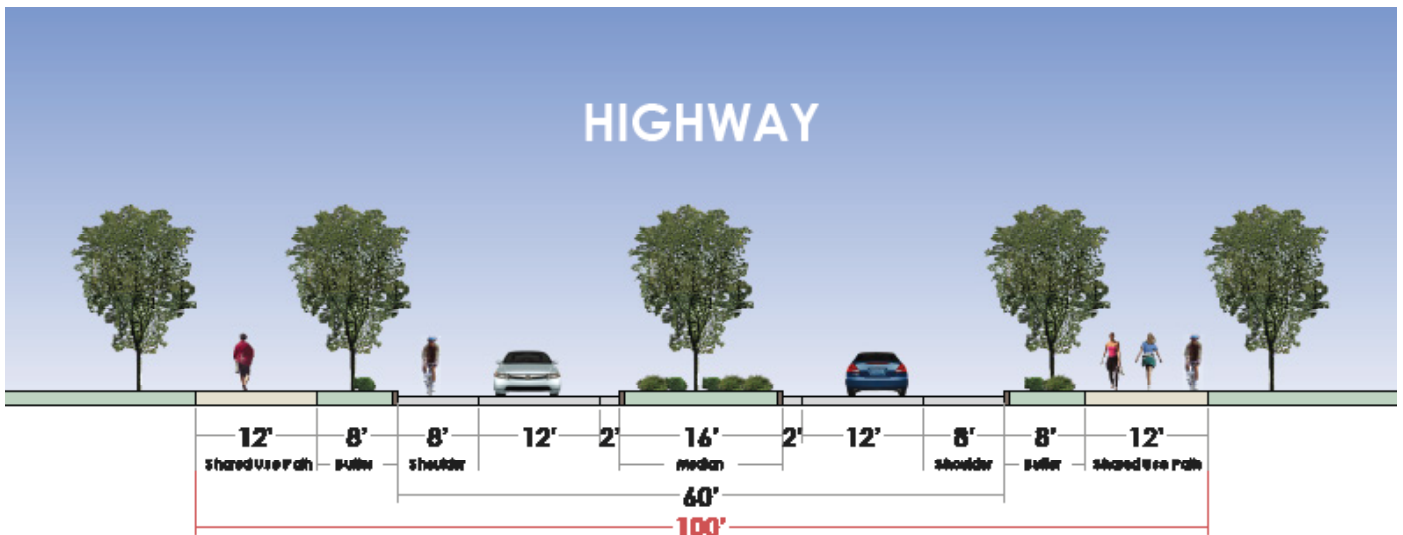 HIGHWAY
12' 8' 8' 12' 2' 16' 2' 12' 8' 8' 12'
Shared Use Path Buffer Shoulder Median Shoulder Buffer Shared Use Path
60'
100'